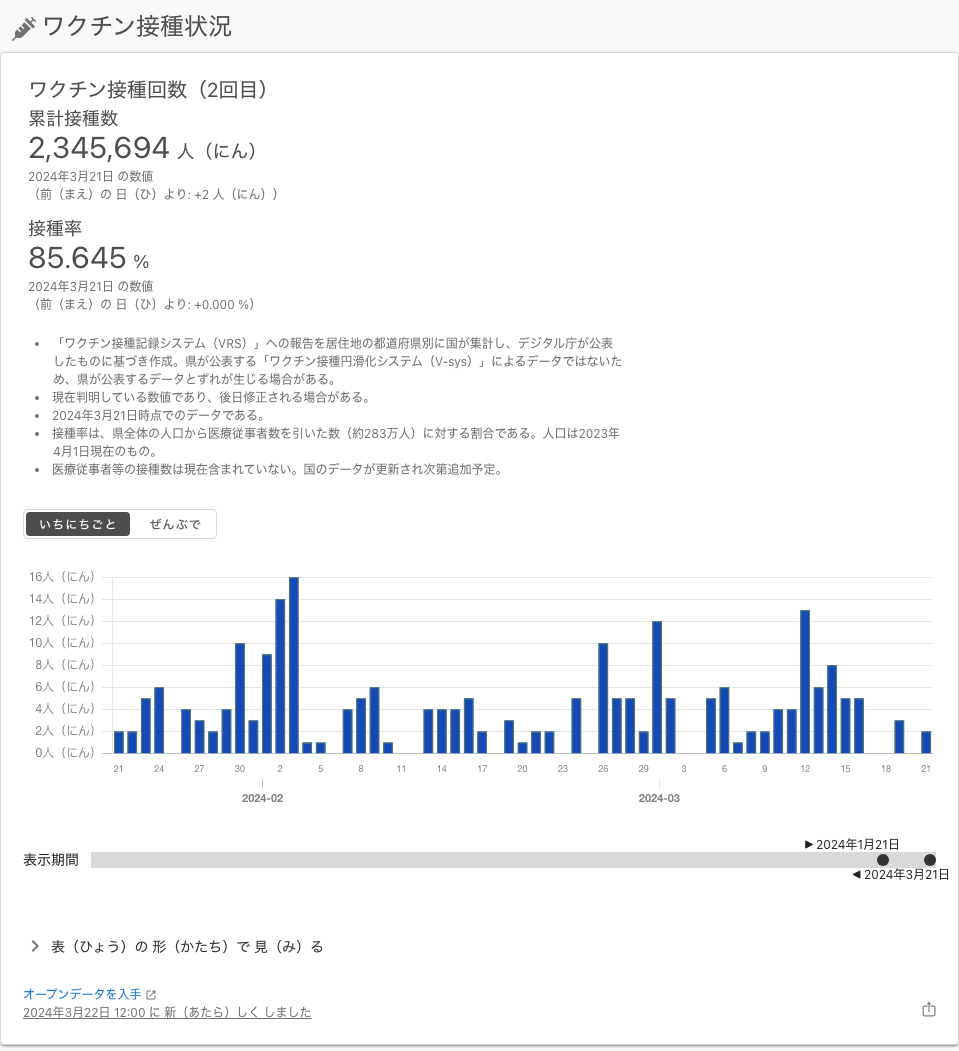 ワクチン接種状況
ワクチン接種回数（2回目）
累計接種数
2,345,694 人（にん）
2024年3月21日 の数値
（前（まえ）の 日（ひ）より: +2 人（にん））
接種率
85.645 %
2024年3月21日 の数値
（前（まえ）の 日（ひ）より: +0.000 %）
• 「ワクチン接種記録システム（VRS）」への報告を居住地の都道府県別に国が集計し、デジタル庁が公表
したものに基づき作成。県が公表する「ワクチン接種円滑化システム（V-sys）」によるデータではないた
め、県が公表するデータとずれが生じる場合がある。
• 現在判明している数値であり、後日修正される場合がある。
• 2024年3月21日時点でのデータである。
• 接種率は、県全体の人口から医療従事者数を引いた数（約283万人）に対する割合である。人口は2023年
4月1日現在のもの。
• 医療従事者等の接種数は現在含まれていない。国のデータが更新され次第追加予定。
いちにちごと ぜんぶで
16人（にん）
14人（にん）
12人（にん）
10人（にん）
8人（にん）
6人（にん）
4人（にん）
2人（にん）
0人（にん）
21 24 27 30 2 5 8 11 14 17 20 23 26 29 3 6 9 12 15 18 21
2024-02 2024-03
▶ 2024年1月21日
表示期間
◀ 2024年3月21日
表（ひょう）の 形（かたち）で 見（み）る
オープンデータを入手
2024年3月22日 12:00 に 新（あたら）しく しました